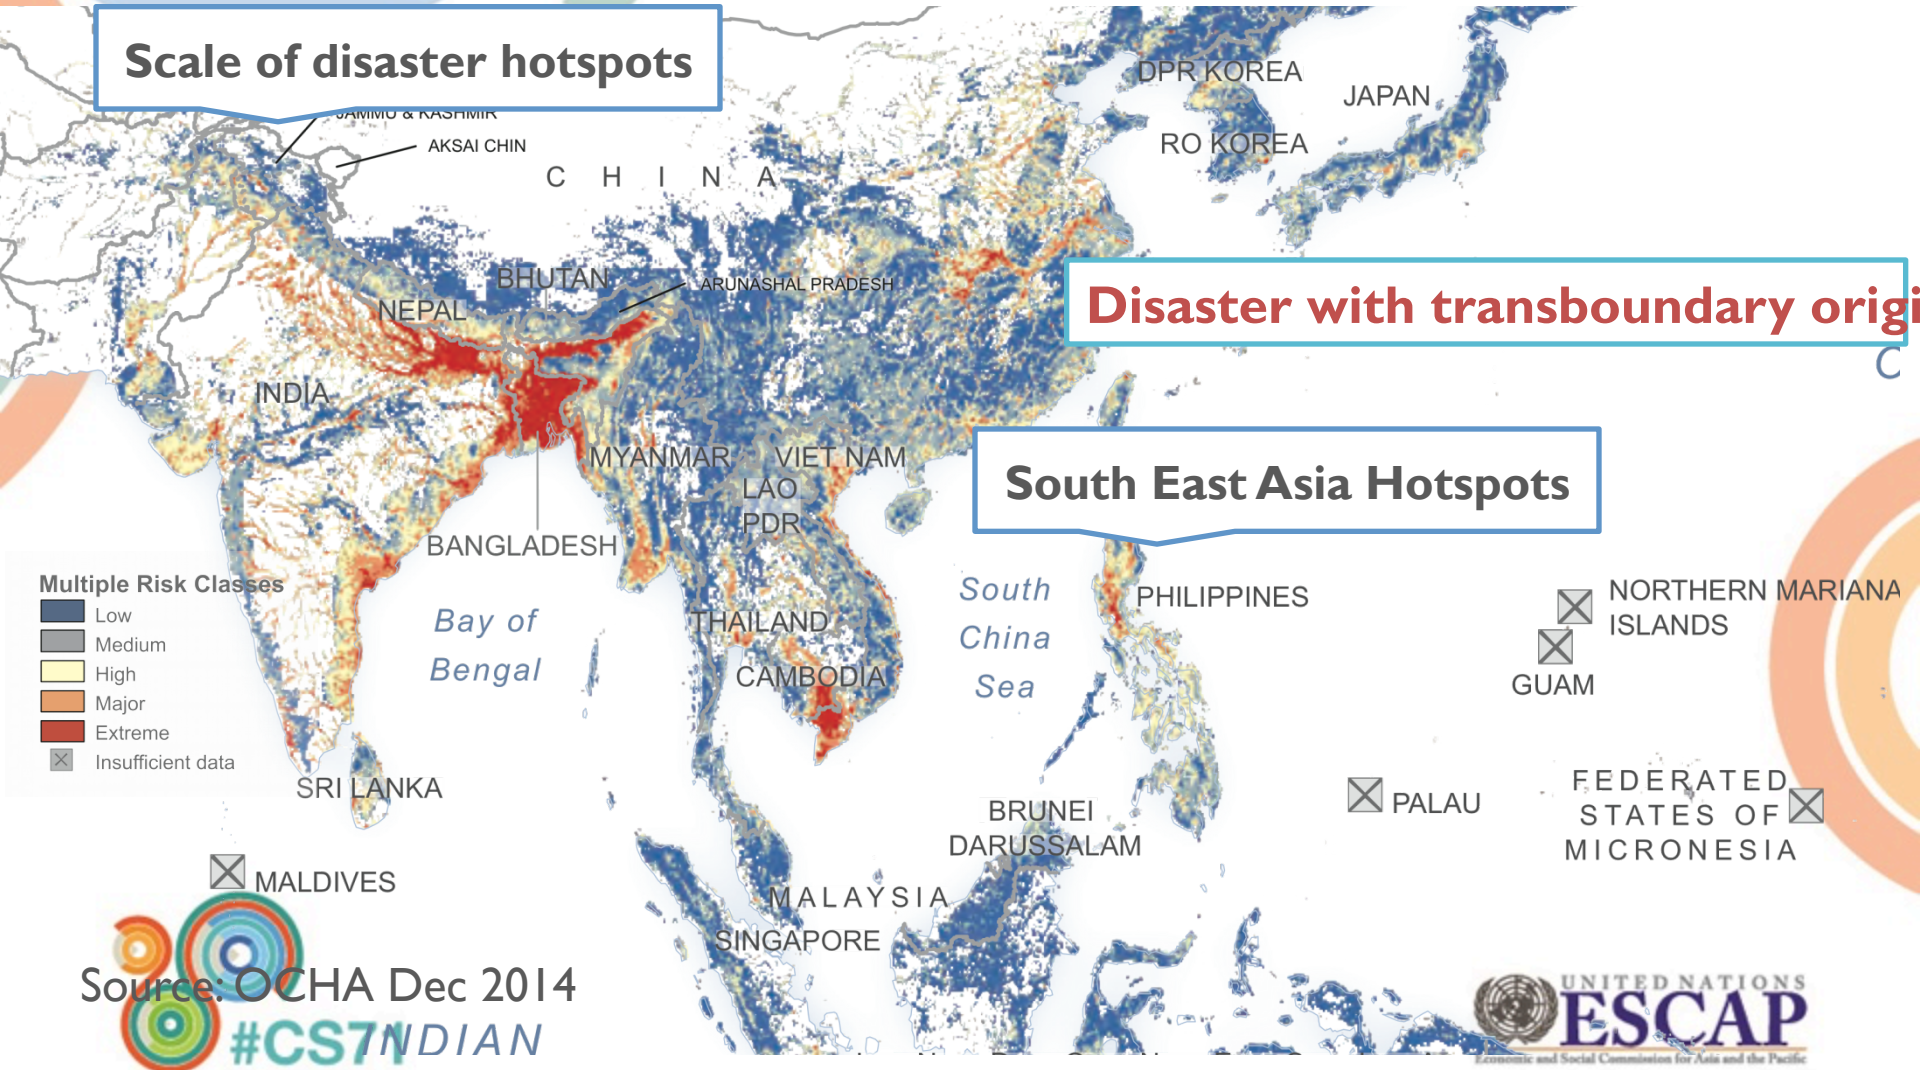 Scale of disaster hotspots
JAMMU & KASHMIR
AKSAI CHIN
CHINA
DPR KOREA
JAPAN
RO KOREA
BHUTAN
ARUNASHAL PRADESH
NEPAL
Disaster with transboundary origi
C
INDIA
MYANMAR
VIET NAM
LAO
PDR
South East Asia Hotspots
BANGLADESH
Multiple Risk Classes
Low
Medium
High
Major
Extreme
Insufficient data
Bay of
Bengal
South
China
Sea
PHILIPPINES
NORTHERN MARIANA
ISLANDS
GUAM
THAILAND
CAMBODIA
SRI LANKA
PALAU
FEDERATED
STATES OF
MICRONESIA
BRUNEI
DARUSSALAM
MALDIVES
MALAYSIA
SINGAPORE
Source: OCHA Dec 2014
#CS71
INDIAN
UNITED NATIONS
ESCAP
Economic and Social Commission for Asia and the Pacific